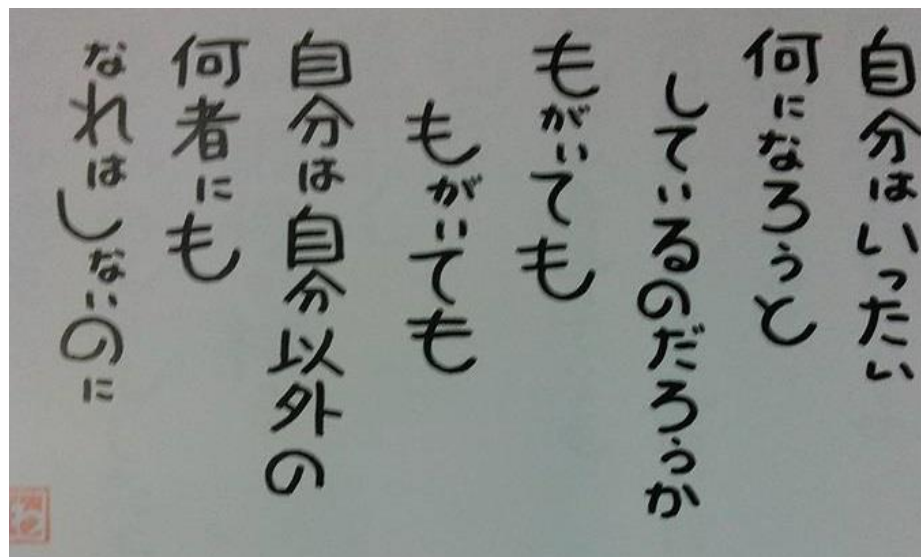 自分はいったい
何になろうと
しているのだろうか
もがいても
もがいても
自分は自分以外の
何者にも
なれはしないのに